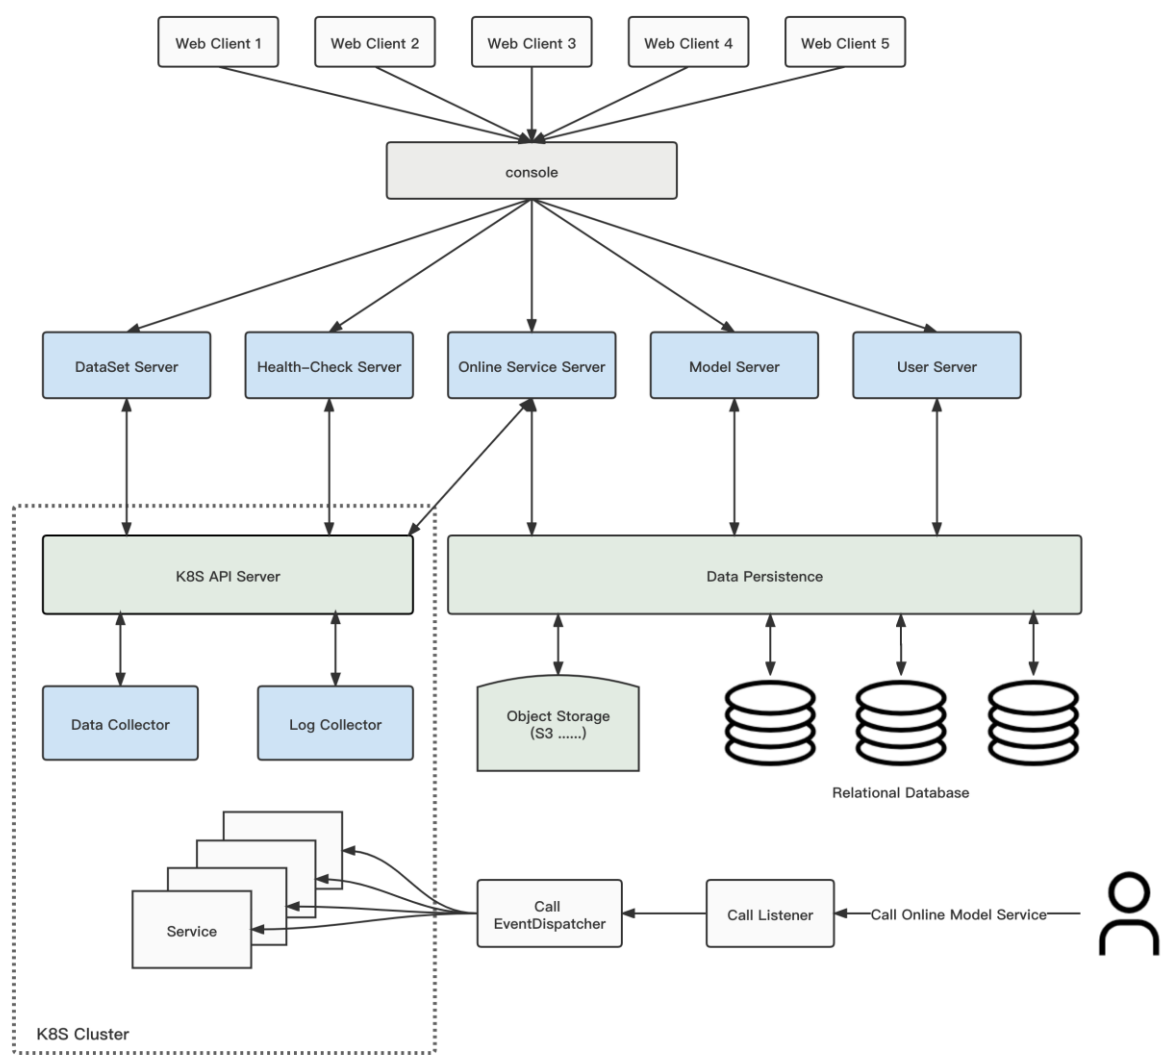 Web Client 1
Web Client 2
Web Client 3
Web Client 4
Web Client 5
console
DataSet Server
Health-Check Server
Online Service Server
Model Server
User Server
K8S API Server
Data Persistence
Data Collector
Log Collector
Object Storage
(S3 ......)
Relational Database
Service
Call
EventDispatcher
Call Listener
Call Online Model Service
K8S Cluster